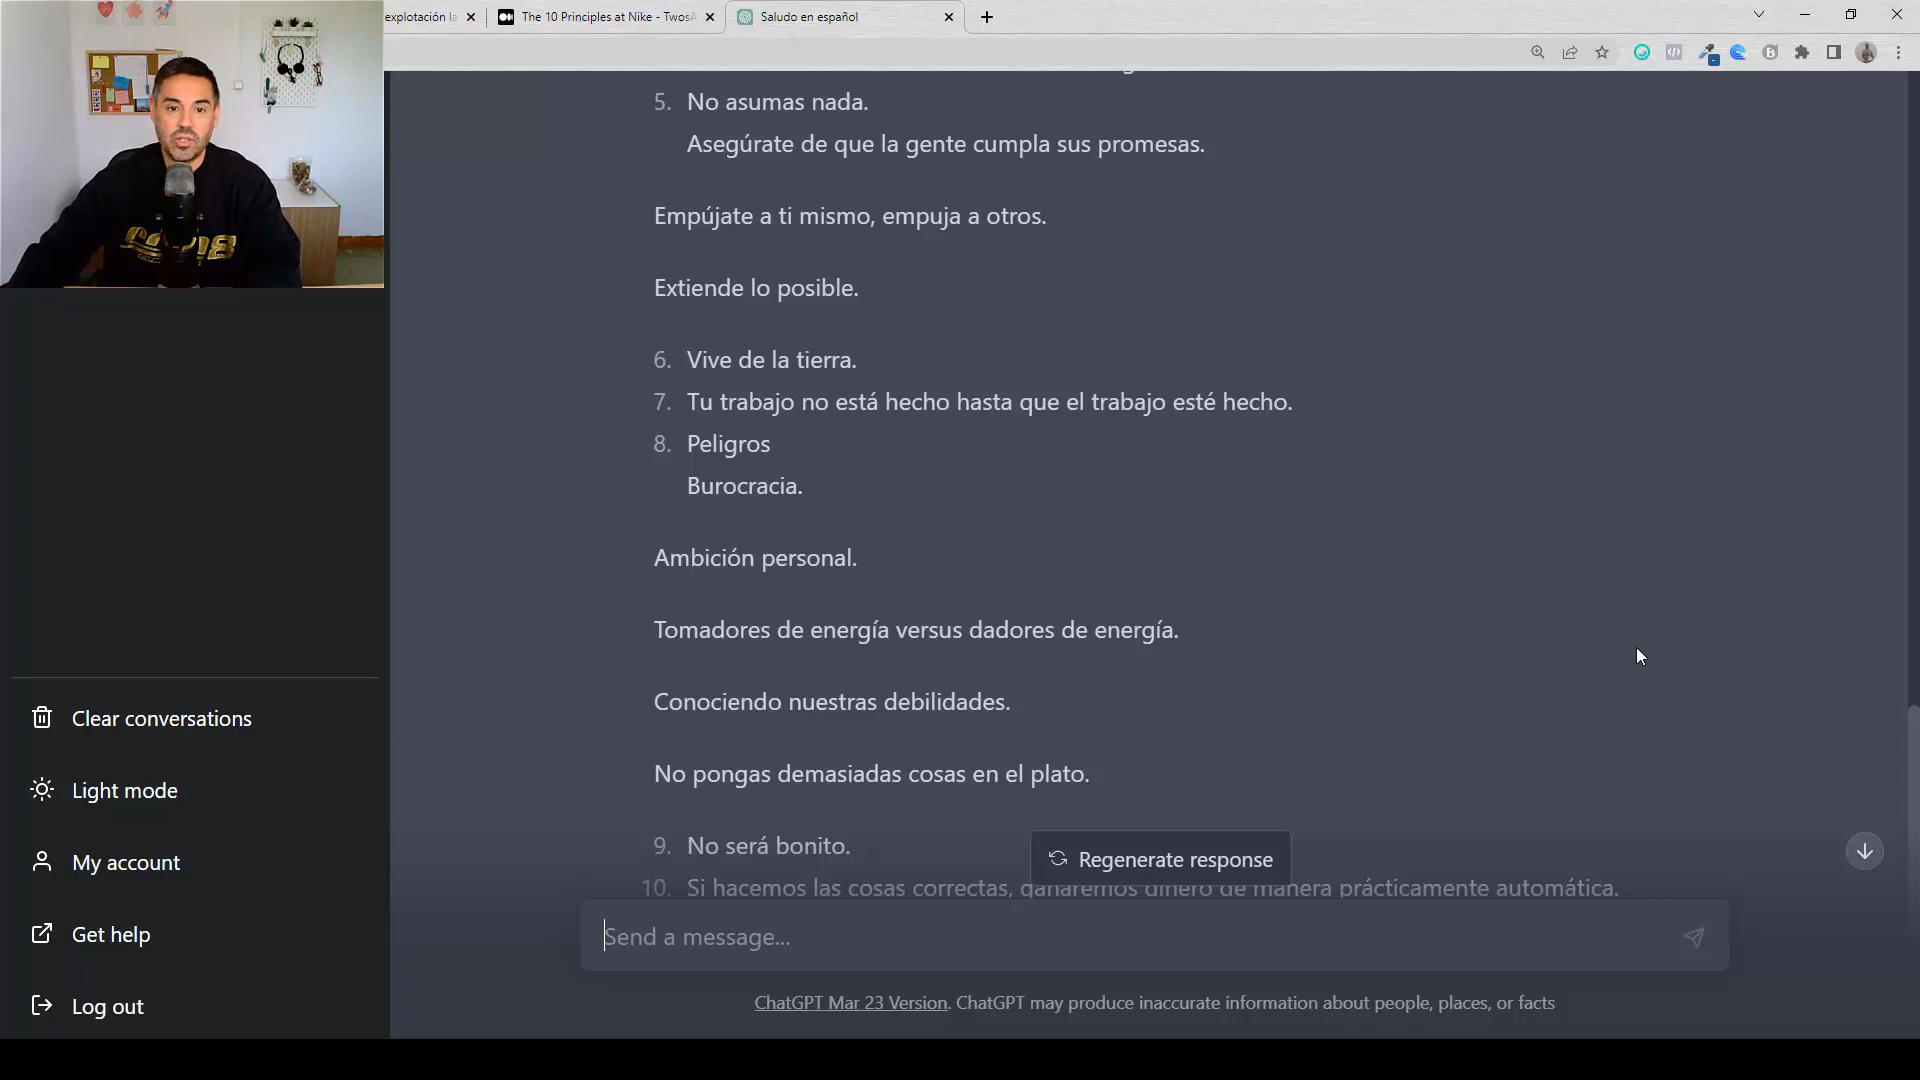 explotación la
The 10 Principles at Nike - Twos
Saludo en español
5. No asumas nada.
Asegúrate de que la gente cumpla sus promesas.
Empújate a ti mismo, empuja a otros.
Extiende lo posible.
6. Vive de la tierra.
7. Tu trabajo no está hecho hasta que el trabajo esté hecho.
8. Peligros
Burocracia.
Ambición personal.
Tomadores de energía versus dadores de energía.
Conociendo nuestras debilidades.
No pongas demasiadas cosas en el plato.
9. No será bonito.
Regenerate response
10. Si hacemos las cosas correctas, ganaremos dinero de manera prácticamente automática.
Send a message...
ChatGPT Mar 23 Version. ChatGPT may produce inaccurate information about people, places, or facts
Clear conversations
Light mode
My account
Get help
Log out